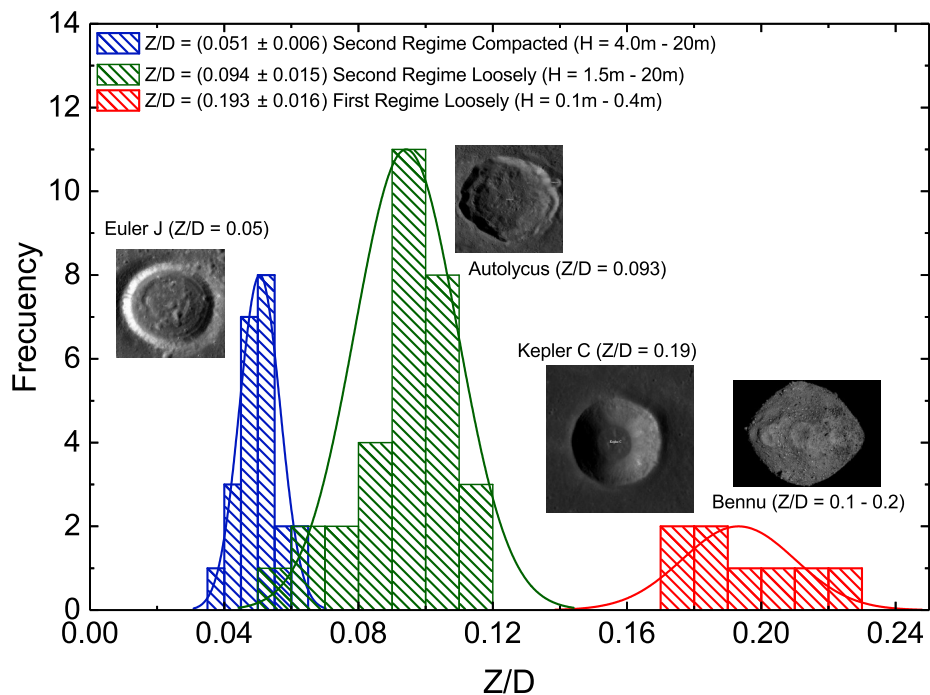 Z/D = (0.051 ± 0.006) Second Regime Compacted (H = 4.0m - 20m)
Z/D = (0.094 ± 0.015) Second Regime Loosely (H = 1.5m - 20m)
Z/D = (0.193 ± 0.016) First Regime Loosely (H = 0.1m - 0.4m)
Euler J (Z/D = 0.05)
Autolycus (Z/D = 0.093)
Kepler C (Z/D = 0.19)
Bennu (Z/D = 0.1 - 0.2)
Frecuency
14
12
10
8
6
4
2
0
0.00 0.04 0.08 0.12 0.16 0.20 0.24
Z/D